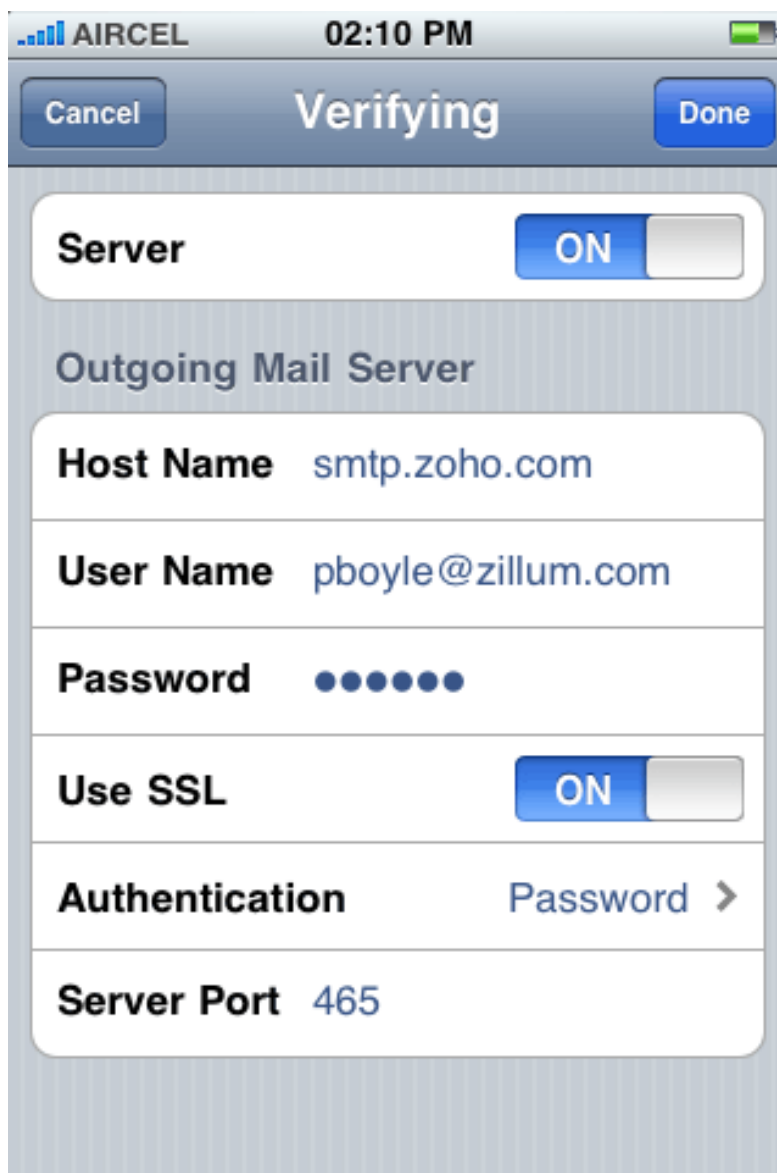 AIRCEL 02:10 PM
Cancel Verifying Done
Server ON
Outgoing Mail Server
Host Name smtp.zoho.com
User Name pboyle@zillum.com
Password ●●●●●●
Use SSL ON
Authentication Password >
Server Port 465